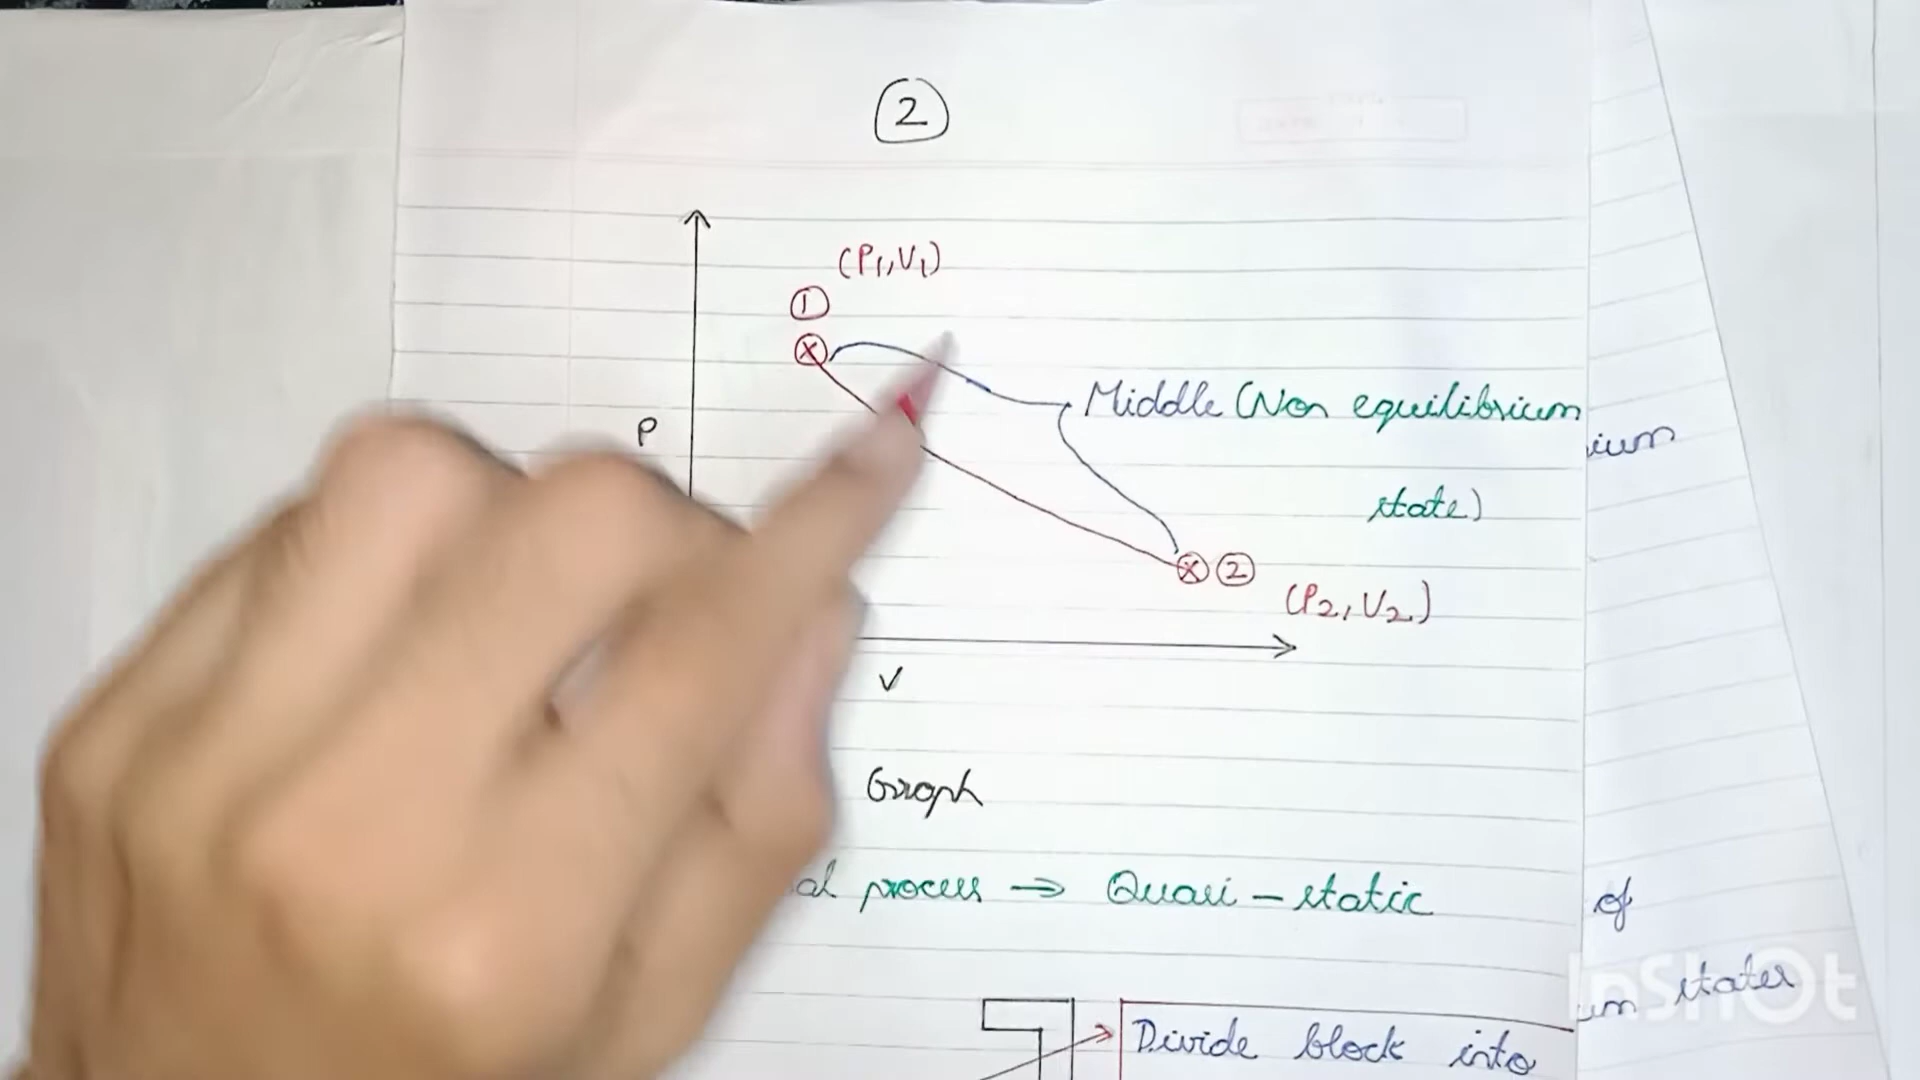 2
(P1,V1)
1
Middle (Non equilibrium
P
state)
2
(P2,V2)
V
Graph
process → Quasi-static
of
states
Divide block into
InShOt